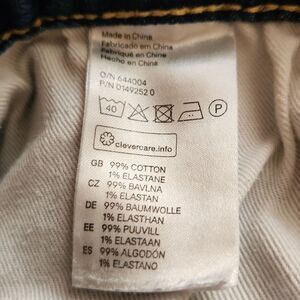 Made in China
Fabricado em China
Fabriqué en Chine
Hecho en China
O/N 644004
P/N 0149252 0
40 P
clevercare.info
GB 99% COTTON
1% ELASTANE
CZ 99% BAVLNA
1% ELASTAN
DE 99% BAUMWOLLE
1% ELASTHAN
EE 99% PUUVILL
1% ELASTAAN
ES 99% ALGODÓN
1% ELASTANO